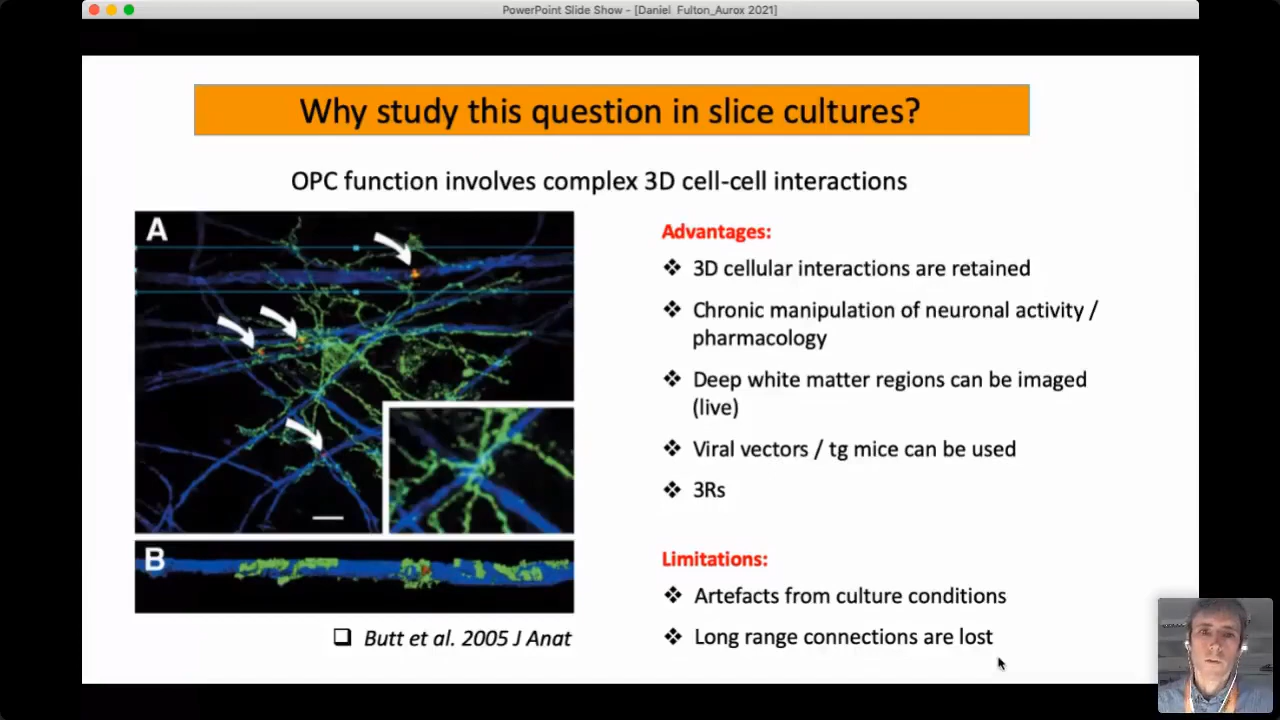 PowerPoint Slide Show - [Daniel Fulton_Aurox 2021]
Why study this question in slice cultures?
OPC function involves complex 3D cell-cell interactions
A
B
Butt et al. 2005 J Anat
Advantages:
3D cellular interactions are retained
Chronic manipulation of neuronal activity /
pharmacology
Deep white matter regions can be imaged
(live)
Viral vectors / tg mice can be used
3Rs
Limitations:
Artefacts from culture conditions
Long range connections are lost